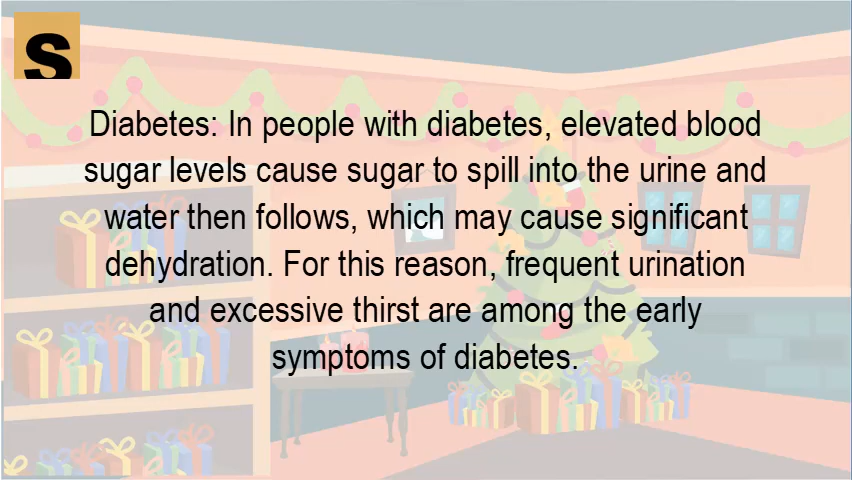 S
Diabetes: In people with diabetes, elevated blood
sugar levels cause sugar to spill into the urine and
water then follows, which may cause significant
dehydration. For this reason, frequent urination
and excessive thirst are among the early
symptoms of diabetes.